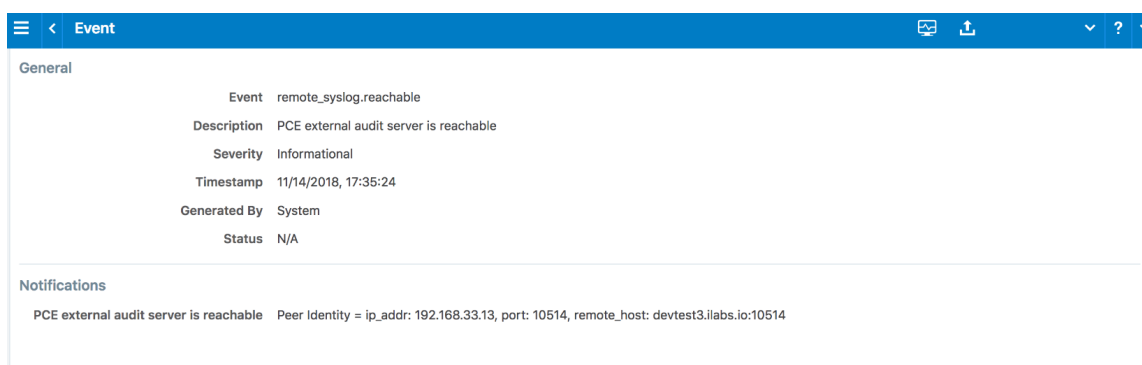 Event
?
General
Event remote_syslog.reachable
Description PCE external audit server is reachable
Severity Informational
Timestamp 11/14/2018, 17:35:24
Generated By System
Status N/A
Notifications
PCE external audit server is reachable Peer Identity = ip_addr: 192.168.33.13, port: 10514, remote_host: devtest3.ilabs.io:10514